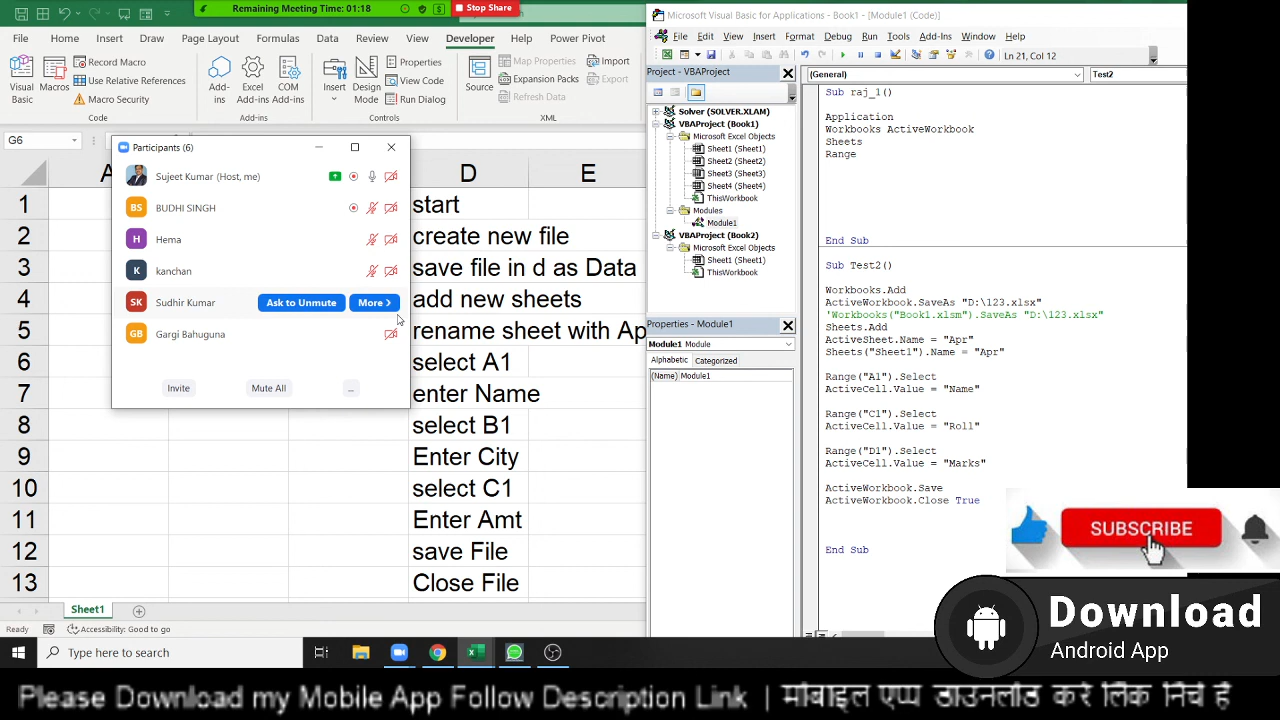 Remaining Meeting Time: 01:18
Stop Share
File Home Insert Draw Page Layout Formulas Data Review View Developer Help Power Pivot
Visual Basic
Macros
Record Macro
Use Relative References
Macro Security
Code
Add-ins
Excel Add-ins
COM Add-ins
Add-ins
Insert
Design Mode
Properties
View Code
Run Dialog
Controls
Source
Map Properties
Expansion Packs
Refresh Data
Import
Export
XML
G6
Participants (6)
SK Sujeet Kumar (Host, me)
BS BUDHI SINGH
H Hema
K kanchan
SK Sudhir Kumar Ask to Unmute More >
GB Gargi Bahuguna
Invite Mute All ...
A D E
1 start
2 create new file
3 save file in d as Data
4 add new sheets
5 rename sheet with Ap
6 select A1
7 enter Name
8 select B1
9 Enter City
10 select C1
11 Enter Amt
12 save File
13 Close File
Sheet1
Ready Accessibility: Good to go
Type here to search
Microsoft Visual Basic for Applications - Book1 - [Module1 (Code)]
File Edit View Insert Format Debug Run Tools Add-Ins Window Help
Ln 21, Col 12
Project - VBAProject
Solver (SOLVER.XLAM)
VBAProject (Book1)
Microsoft Excel Objects
Sheet1 (Sheet1)
Sheet2 (Sheet2)
Sheet3 (Sheet3)
Sheet4 (Sheet4)
ThisWorkbook
Modules
Module1
VBAProject (Book2)
Microsoft Excel Objects
Sheet1 (Sheet1)
ThisWorkbook
Properties - Module1
Module1 Module
Alphabetic Categorized
(Name) Module1
(General) Test2
Sub raj_1()
Application
Workbooks ActiveWorkbook
Sheets
Range
End Sub
Sub Test2()
Workbooks.Add
ActiveWorkbook.SaveAs "D:\123.xlsx"
'Workbooks("Book1.xlsm").SaveAs "D:\123.xlsx"
Sheets.Add
ActiveSheet.Name = "Apr"
Sheets("Sheet1").Name = "Apr"
Range("A1").Select
ActiveCell.Value = "Name"
Range("C1").Select
ActiveCell.Value = "Roll"
Range("D1").Select
ActiveCell.Value = "Marks"
ActiveWorkbook.Save
ActiveWorkbook.Close True
End Sub
SUBSCRIBE
Download
Android App
Please Download my Mobile App Follow Description Link | मोबाइल एप्प डाउनलोड करे लिंक निचे है